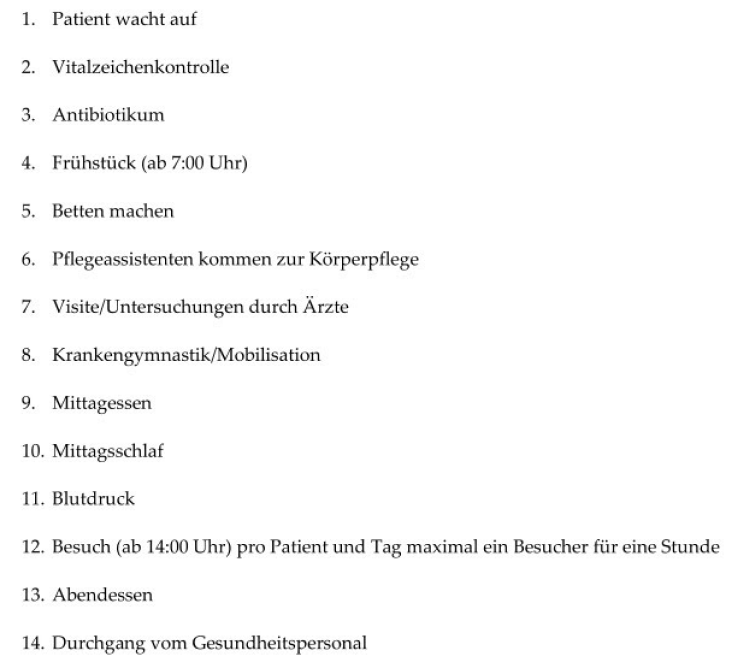 1. Patient wacht auf
2. Vitalzeichenkontrolle
3. Antibiotikum
4. Frühstück (ab 7:00 Uhr)
5. Betten machen
6. Pflegeassistenten kommen zur Körperpflege
7. Visite/Untersuchungen durch Ärzte
8. Krankengymnastik/Mobilisation
9. Mittagessen
10. Mittagsschlaf
11. Blutdruck
12. Besuch (ab 14:00 Uhr) pro Patient und Tag maximal ein Besucher für eine Stunde
13. Abendessen
14. Durchgang vom Gesundheitspersonal